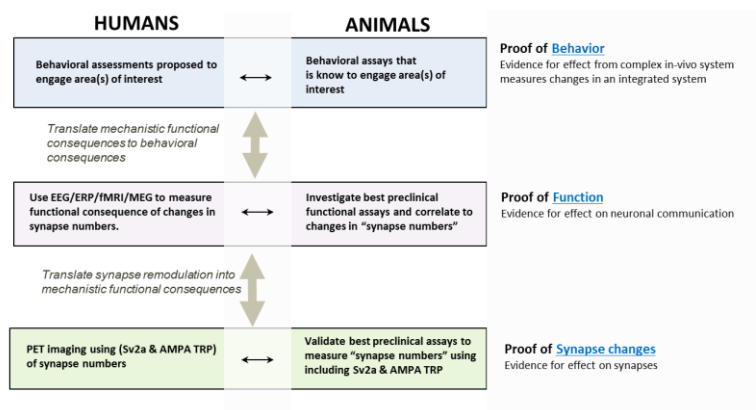 HUMANS
ANIMALS
Behavioral assessments proposed to
engage area(s) of interest
Behavioral assays that
is know to engage area(s) of
interest
Proof of Behavior
Evidence for effect from complex in-vivo system
measures changes in an integrated system
Translate mechanistic functional
consequences to behavioral
consequences
Use EEG/ERP/fMRI/MEG to measure
functional consequence of changes in
synapse numbers.
Investigate best preclinical
functional assays and correlate to
changes in “synapse numbers”
Proof of Function
Evidence for effect on neuronal communication
Translate synapse remodulation into
mechanistic functional consequences
PET imaging using (Sv2a & AMPA TRP)
of synapse numbers
Validate best preclinical assays to
measure “synapse numbers” using
including Sv2a & AMPA TRP
Proof of Synapse changes
Evidence for effect on synapses